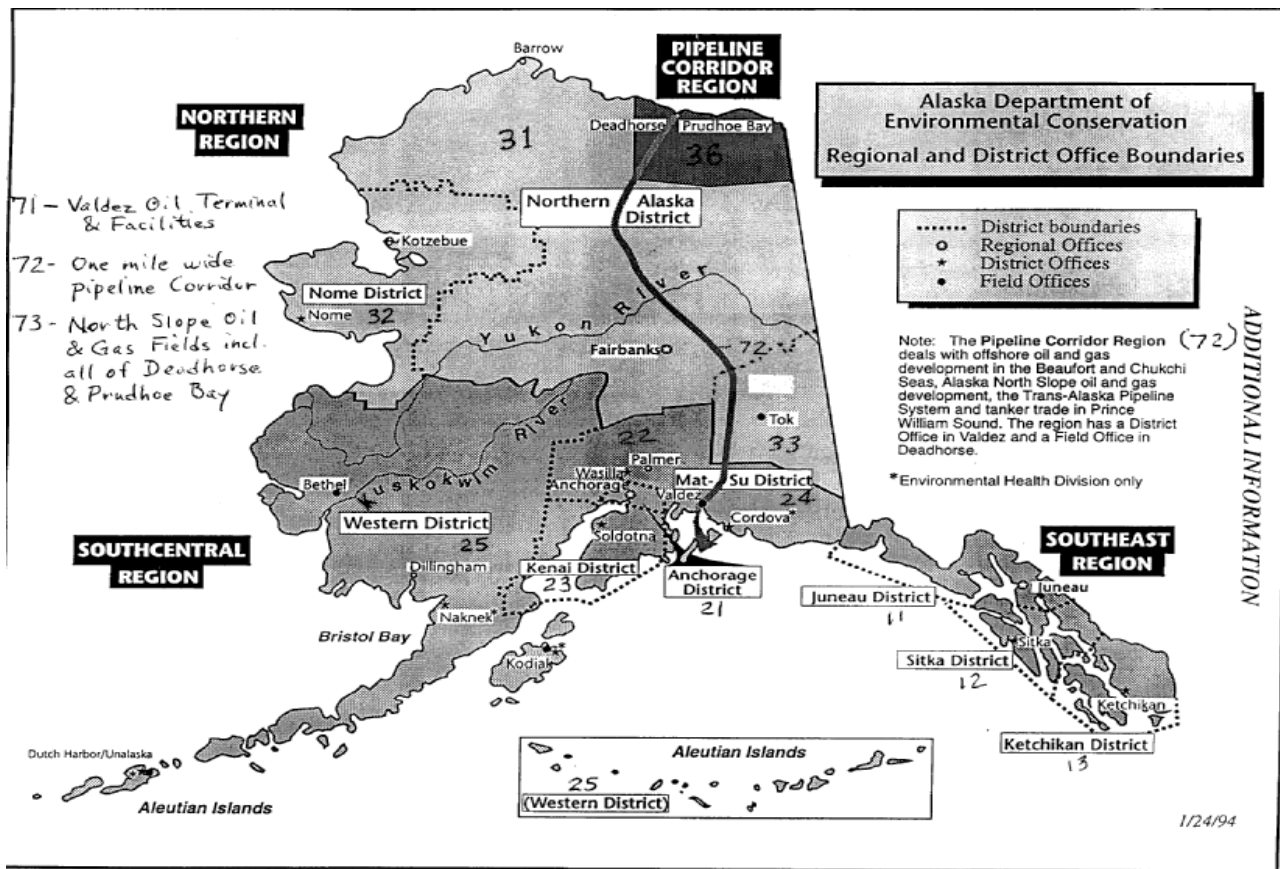 Barrow
PIPELINE
CORRIDOR
REGION
NORTHERN
REGION
Alaska Department of
Environmental Conservation
Regional and District Office Boundaries
Deadhorse
Prudhoe Bay
31
36
71 - Valdez Oil Terminal
& Facilities
72 - One mile wide
pipeline Corridor
73 - North Slope Oil
& Gas Fields incl.
all of Deadhorse
& Prudhoe Bay
Northern Alaska
District
District boundaries
Regional Offices
District Offices
Field Offices
Kotzebue
Nome District
Nome
32
Yukon River
Fairbanks
72
Note: The Pipeline Corridor Region (72)
deals with offshore oil and gas
development in the Beaufort and Chukchi
Seas, Alaska North Slope oil and gas
development, the Trans-Alaska Pipeline
System and tanker trade in Prince
William Sound. The region has a District
Office in Valdez and a Field Office in
Deadhorse.
*Environmental Health Division only
ADDITIONAL INFORMATION
Tok
33
22
Palmer
Wasilla
Anchorage
Mat-Su District
24
Valdez
Cordova*
Bethel
Kuskokwim River
Western District
25
Soldotna
SOUTHCENTRAL
REGION
Kenai District
23
Anchorage
District
21
Dillingham
Naknek*
Bristol Bay
Kodiak
SOUTHEAST
REGION
Juneau
Juneau District
11
Sitka
Sitka District
12
Ketchikan
Ketchikan District
13
Dutch Harbor/Unalaska
Aleutian Islands
Aleutian Islands
25
(Western District)
1/24/94